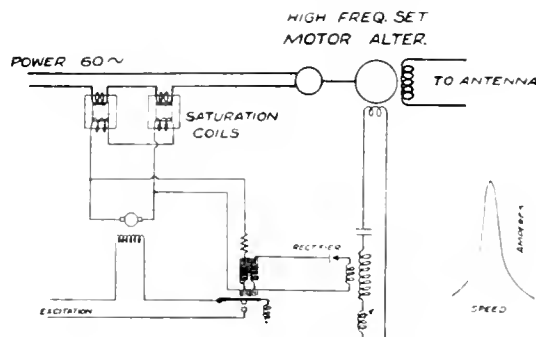 HIGH FREQ. SET
MOTOR ALTER.
POWER 60~
TO ANTENNA
SATURATION
COILS
RECTIFIER
AMPERES
SPEED
EXCITATION